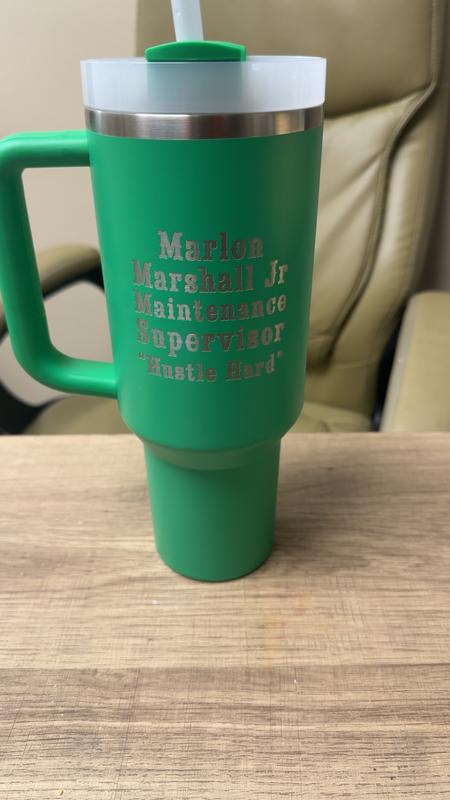 Marlon
Marshall Jr
Maintenance
Supervisor
"Hustle Hard"